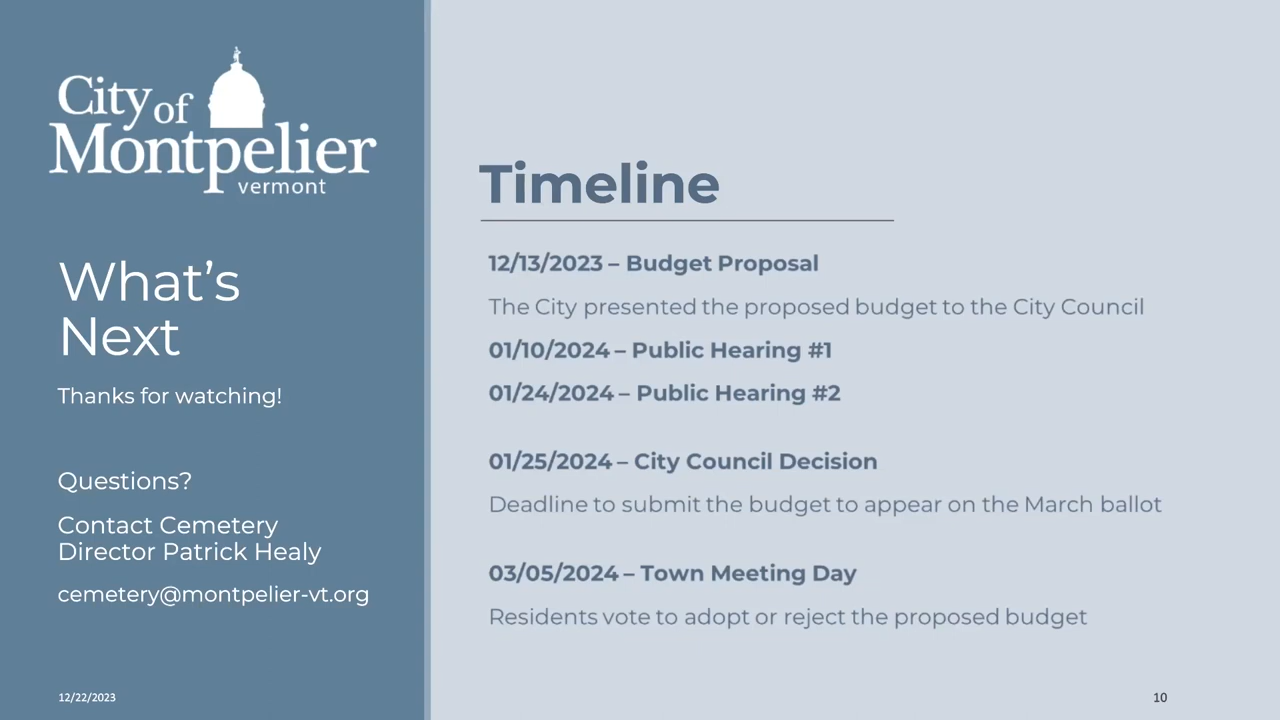 City of
Montpelier
vermont
What's
Next
Thanks for watching!
Questions?
Contact Cemetery
Director Patrick Healy
cemetery@montpelier-vt.org
12/22/2023
Timeline
12/13/2023 – Budget Proposal
The City presented the proposed budget to the City Council
01/10/2024 – Public Hearing #1
01/24/2024 – Public Hearing #2
01/25/2024 – City Council Decision
Deadline to submit the budget to appear on the March ballot
03/05/2024 – Town Meeting Day
Residents vote to adopt or reject the proposed budget
10